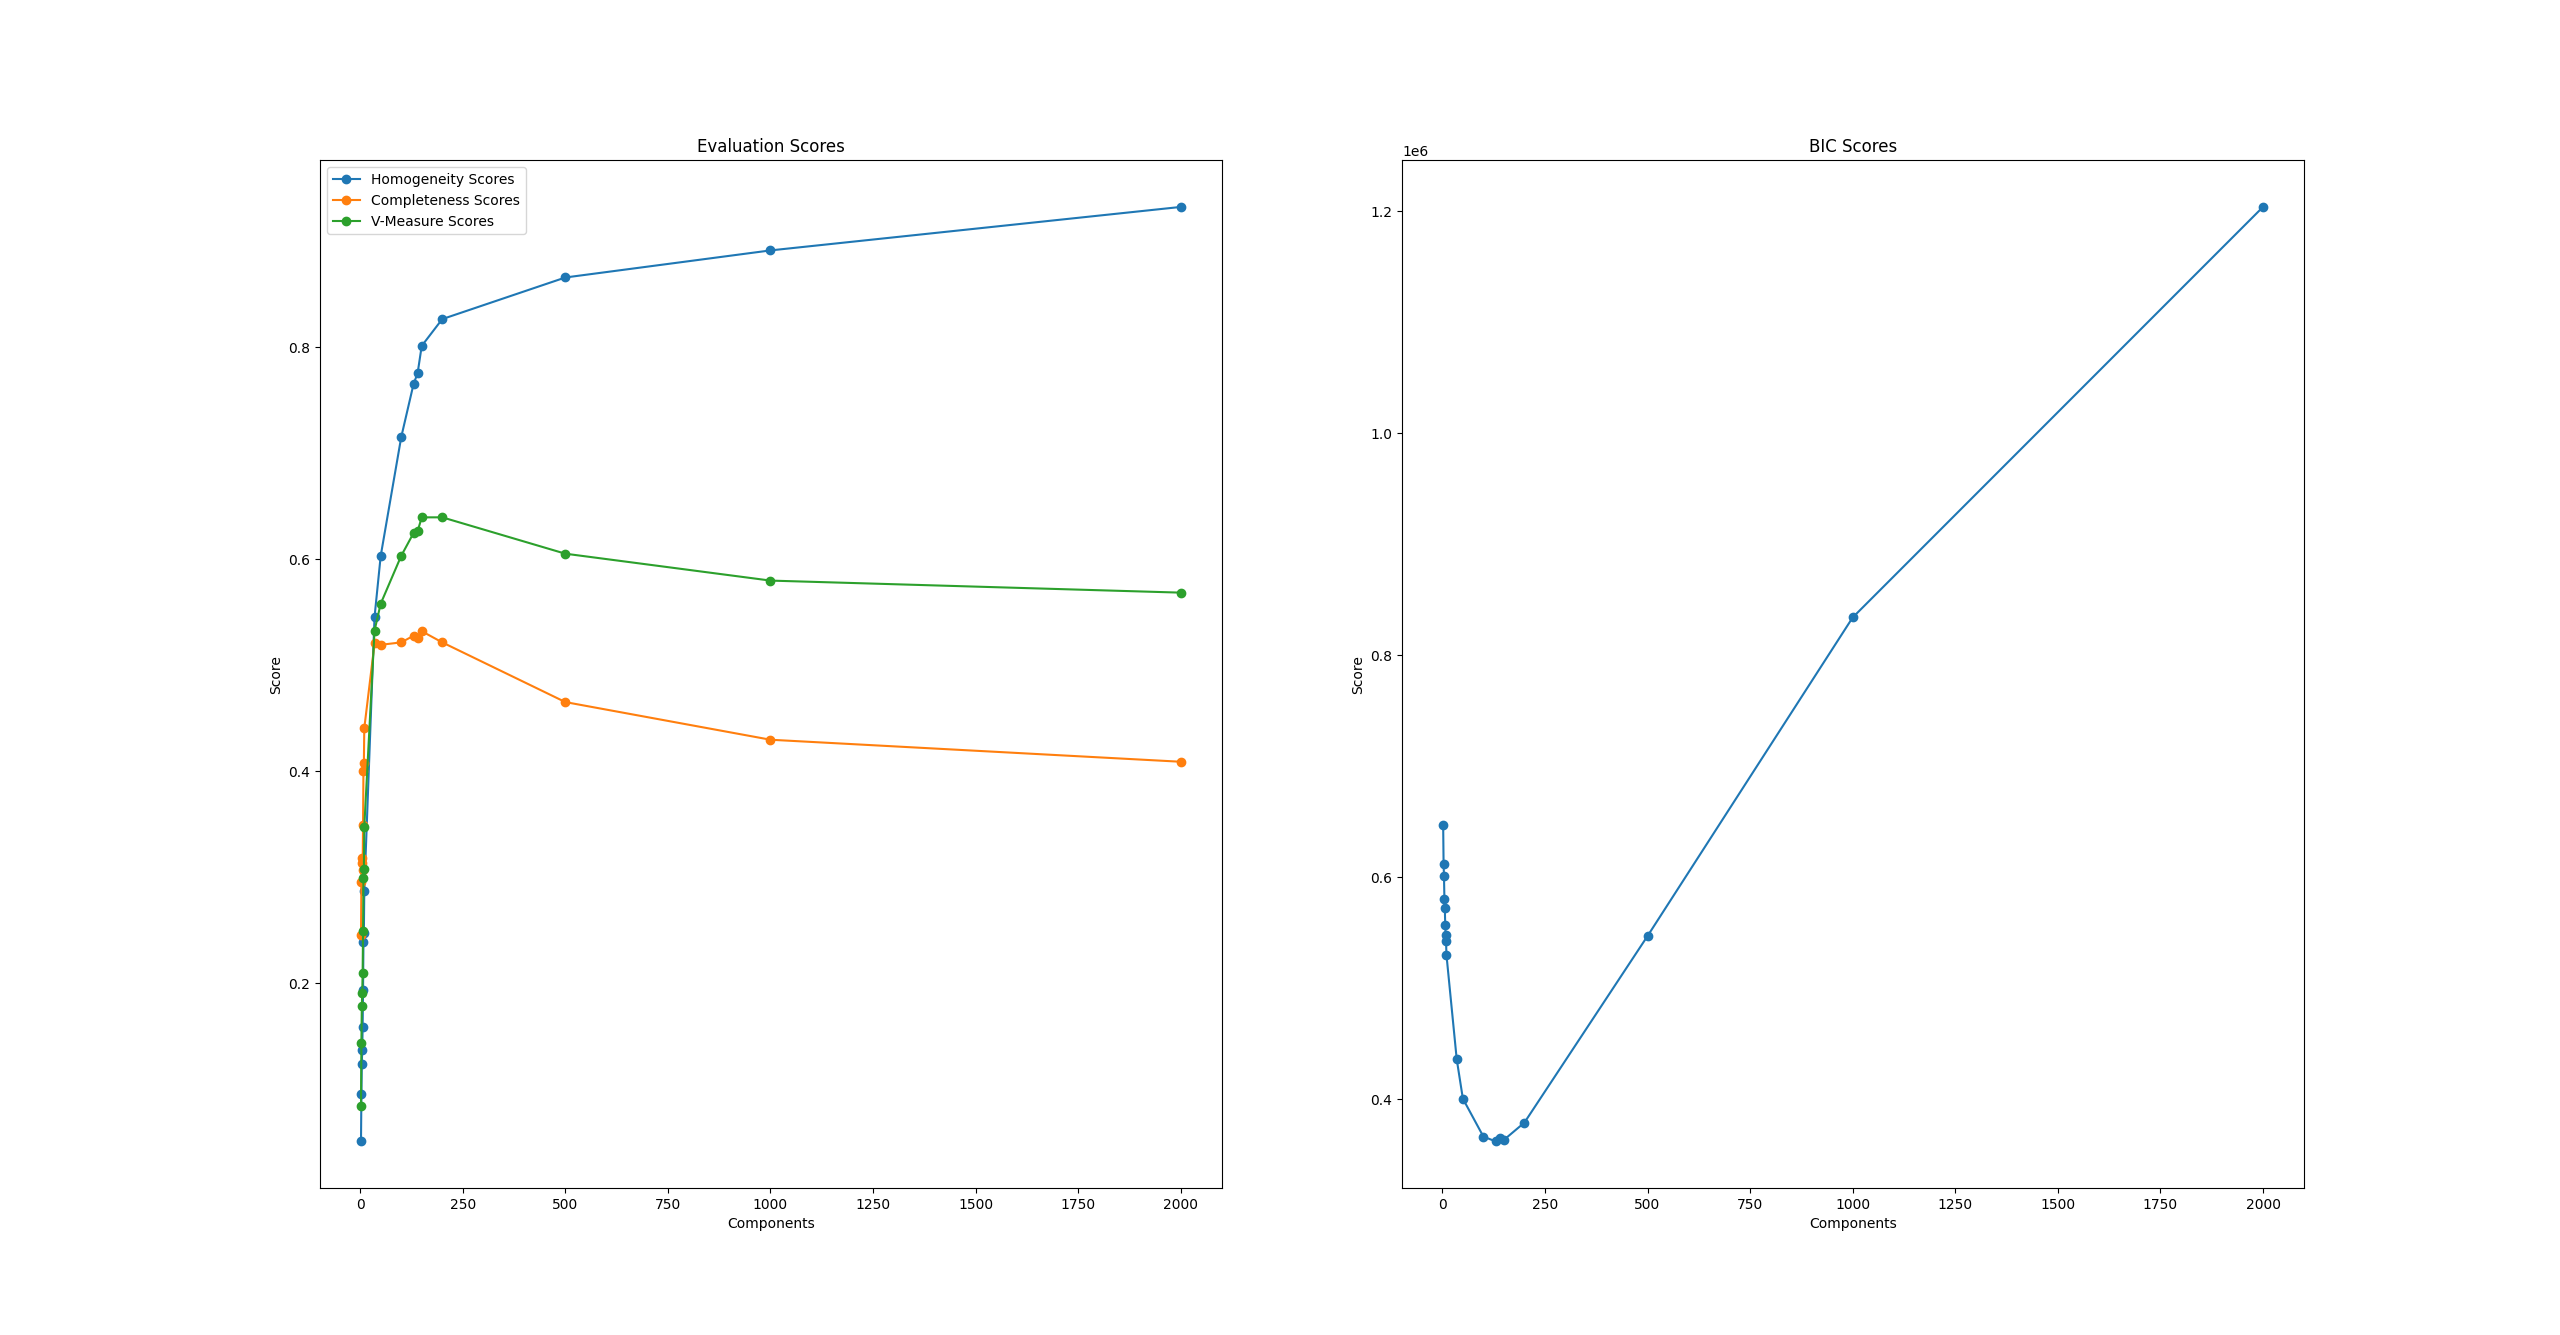 Evaluation Scores
Homogeneity Scores
Completeness Scores
V-Measure Scores
0.8
0.6
0.4
0.2
Score
0 250 500 750 1000 1250 1500 1750 2000
Components
BIC Scores
1e6
1.2
1.0
0.8
0.6
0.4
Score
0 250 500 750 1000 1250 1500 1750 2000
Components